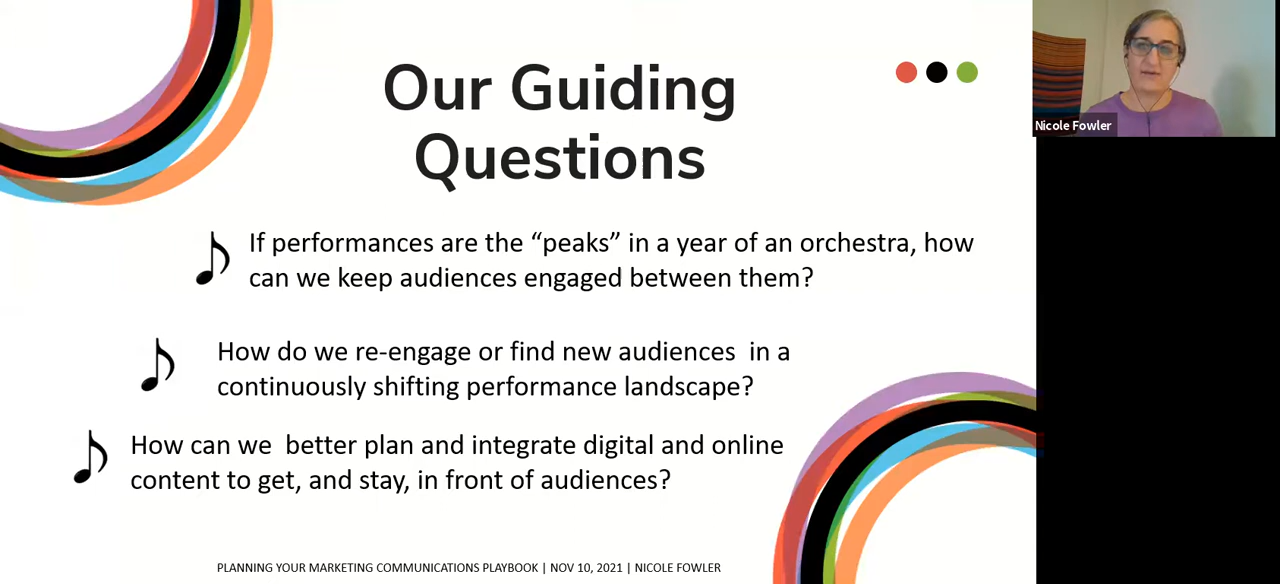 Our Guiding
Questions
Nicole Fowler
If performances are the “peaks” in a year of an orchestra, how
can we keep audiences engaged between them?
How do we re-engage or find new audiences  in a
continuously shifting performance landscape?
How can we  better plan and integrate digital and online
content to get, and stay, in front of audiences?
PLANNING YOUR MARKETING COMMUNICATIONS PLAYBOOK | NOV 10, 2021 | NICOLE FOWLER